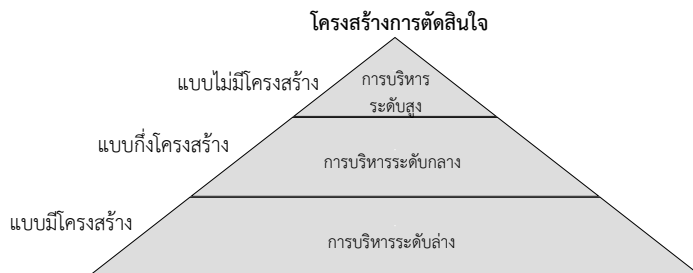 โครงสร้างการตัดสินใจ
แบบไม่มีโครงสร้าง
การบริหาร
ระดับสูง
แบบกึ่งโครงสร้าง
การบริหารระดับกลาง
แบบมีโครงสร้าง
การบริหารระดับล่าง